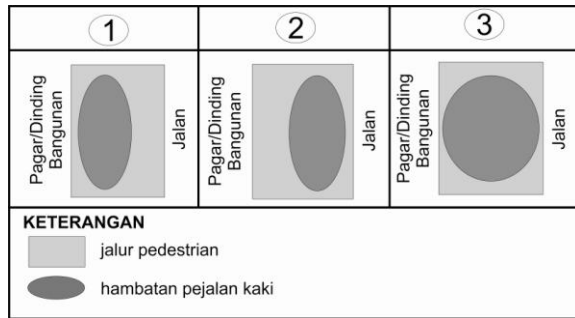 1
2
3
Pagar/Dinding
Bangunan
Jalan
Pagar/Dinding
Bangunan
Jalan
Pagar/Dinding
Bangunan
Jalan
KETERANGAN
jalur pedestrian
hambatan pejalan kaki